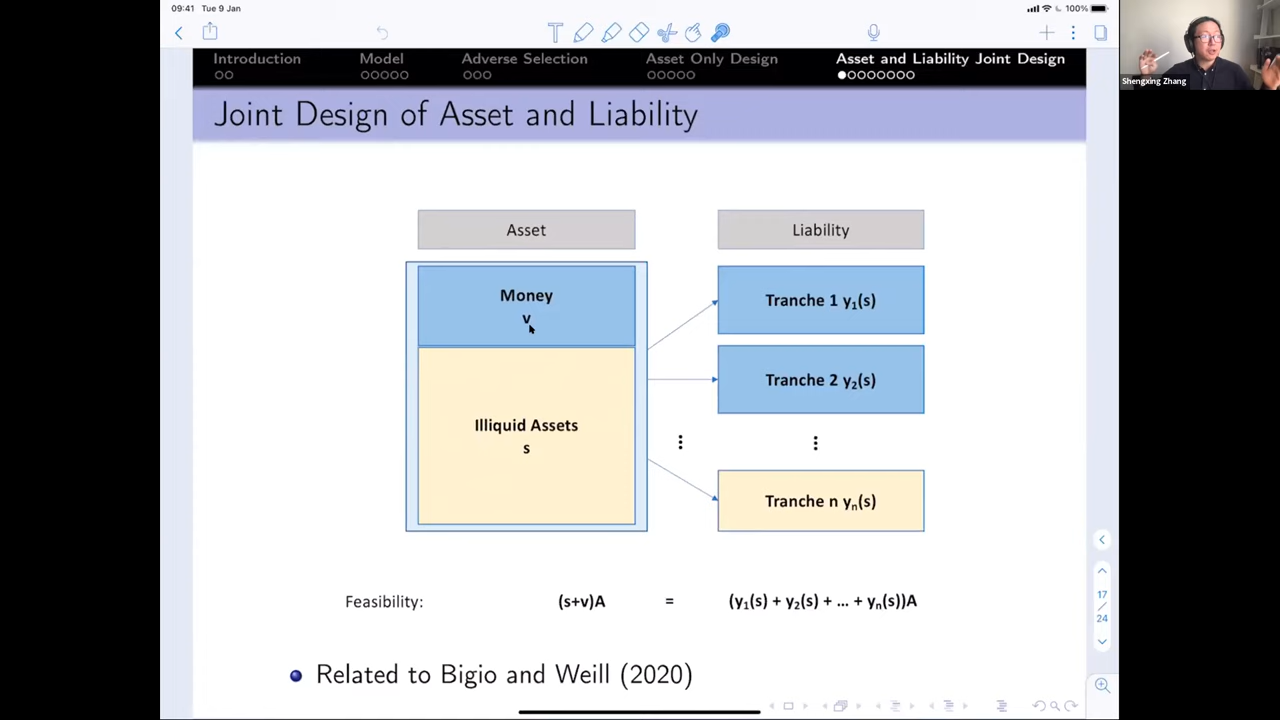 09:41 Tue 9 Jan
100%
Shengxing Zhang
Introduction Model Adverse Selection Asset Only Design Asset and Liability Joint Design
Joint Design of Asset and Liability
Asset
Liability
Money
v
Illiquid Assets
s
Tranche 1 y₁(s)
Tranche 2 y₂(s)
⋮ ⋮
Tranche n yₙ(s)
Feasibility: (s+v)A = (y₁(s) + y₂(s) + ... + yₙ(s))A
Related to Bigio and Weill (2020)
17
/
24